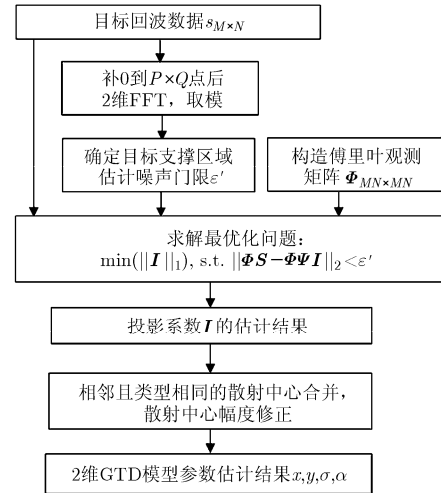 目标回波数据s_{M×N}
补0到P×Q点后
2维FFT，取模
确定目标支撑区域
估计噪声门限ε′
构造傅里叶观测
矩阵 Φ_{MN×MN}
求解最优化问题：
min(||I||₁), s.t. ||ΦS−ΦΨI||₂<ε′
投影系数I的估计结果
相邻且类型相同的散射中心合并，
散射中心幅度修正
2维GTD模型参数估计结果x,y,σ,α